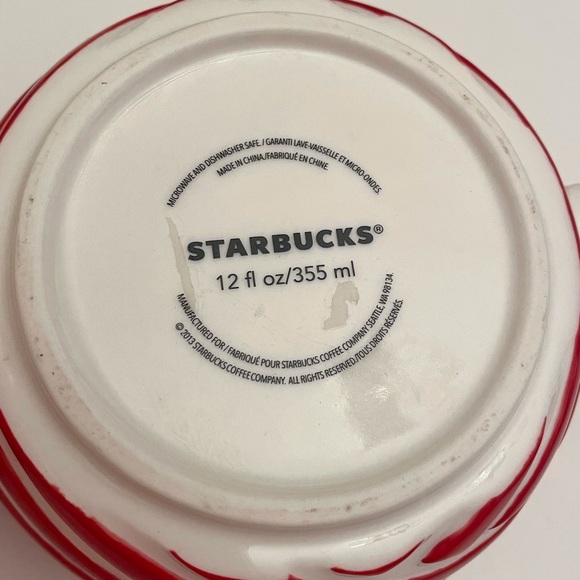 MICROWAVE AND DISHWASHER SAFE. / GARANTI LAVE-VAISSELLE ET MICRO-ONDES.
MADE IN CHINA./FABRIQUÉ EN CHINE.
STARBUCKS®
12 fl oz/355 ml
MANUFACTURED FOR / FABRIQUÉ POUR STARBUCKS COFFEE COMPANY SEATTLE, WA 98134.
© 2013 STARBUCKS COFFEE COMPANY. ALL RIGHTS RESERVED./TOUS DROITS RÉSERVÉS.